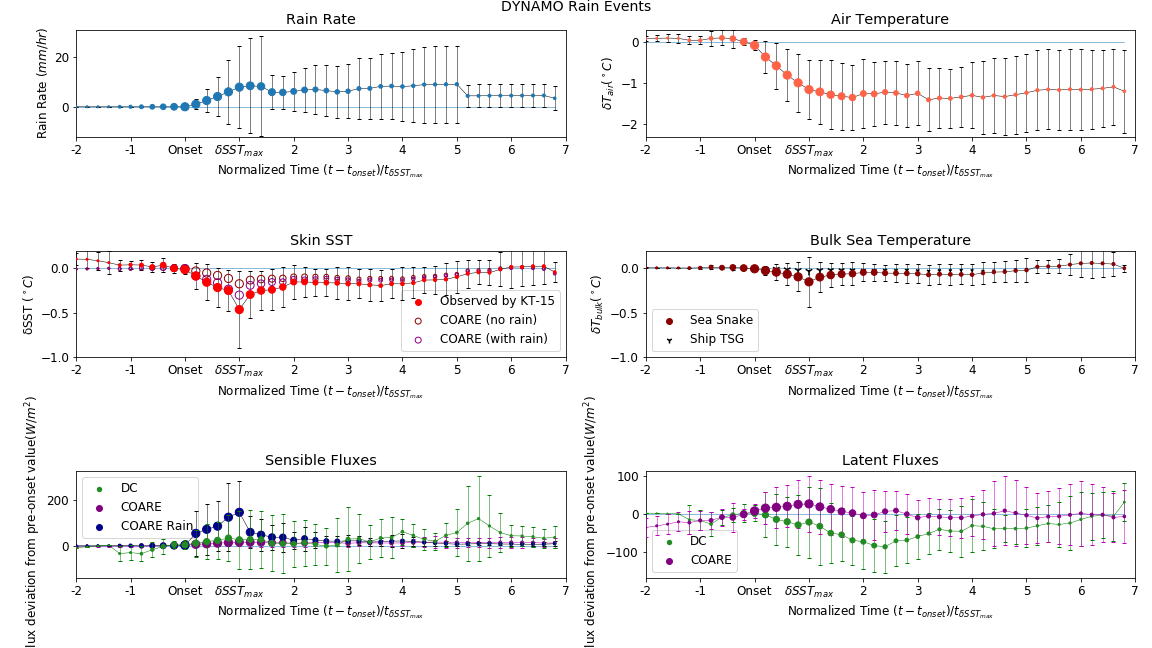 DYNAMO Rain Events
Rain Rate
Rain Rate (mm/hr)
20
0
-2 -1 Onset δSST_max 2 3 4 5 6 7
Normalized Time (t − t_onset)/t_δSST_max
Air Temperature
δT_air(°C)
0
−1
−2
-2 -1 Onset δSST_max 2 3 4 5 6 7
Normalized Time (t − t_onset)/t_δSST_max
Skin SST
δSST (°C)
0.0
−0.5
−1.0
Observed by KT-15
COARE (no rain)
COARE (with rain)
-2 -1 Onset δSST_max 2 3 4 5 6 7
Normalized Time (t − t_onset)/t_δSST_max
Bulk Sea Temperature
δT_bulk(°C)
0.0
−0.5
−1.0
Sea Snake
Ship TSG
-2 -1 Onset δSST_max 2 3 4 5 6 7
Normalized Time (t − t_onset)/t_δSST_max
Sensible Fluxes
lux deviation from pre-onset value(W/m²)
200
0
DC
COARE
COARE Rain
-2 -1 Onset δSST_max 2 3 4 5 6 7
Normalized Time (t − t_onset)/t_δSST_max
Latent Fluxes
lux deviation from pre-onset value(W/m²)
100
0
−100
DC
COARE
-2 -1 Onset δSST_max 2 3 4 5 6 7
Normalized Time (t − t_onset)/t_δSST_max